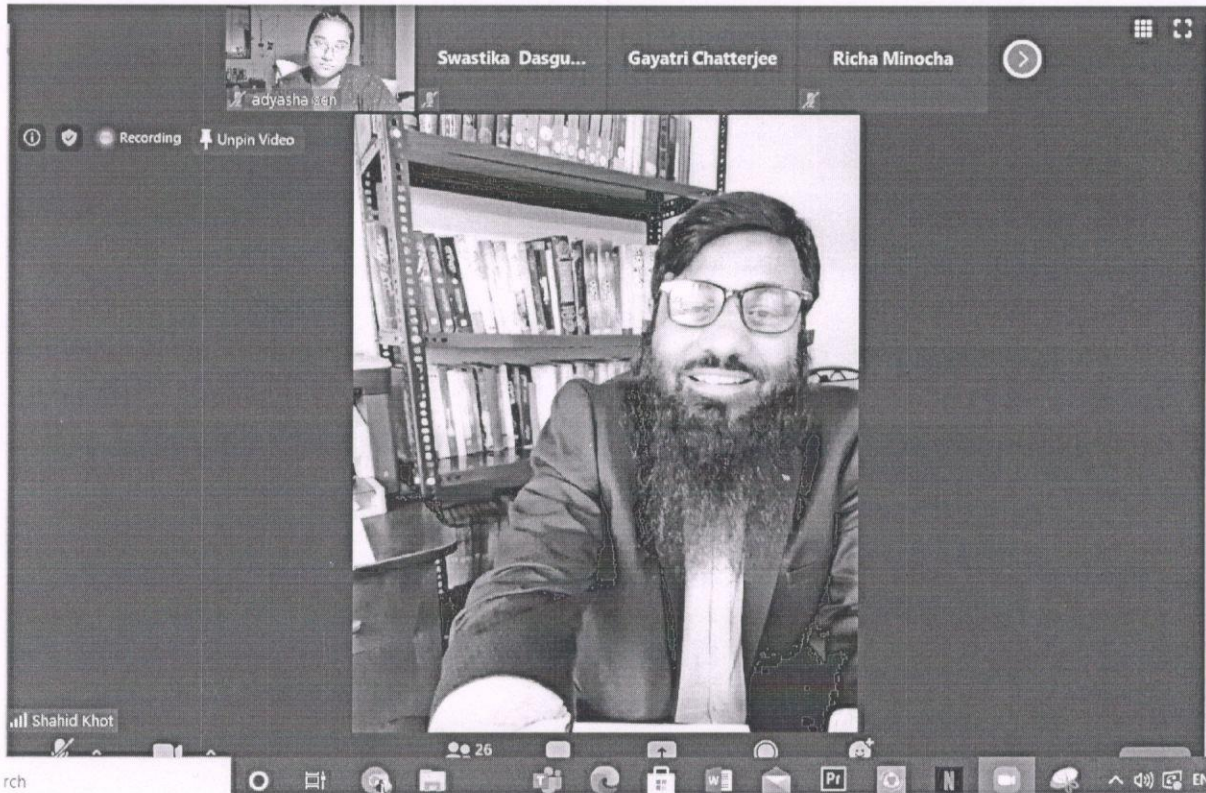 Swastika Dasgu...
Gayatri Chatterjee
Richa Minocha
adyasha sen
Recording
Unpin Video
Shahid Khot
26
rch
W
Pr
N
EN